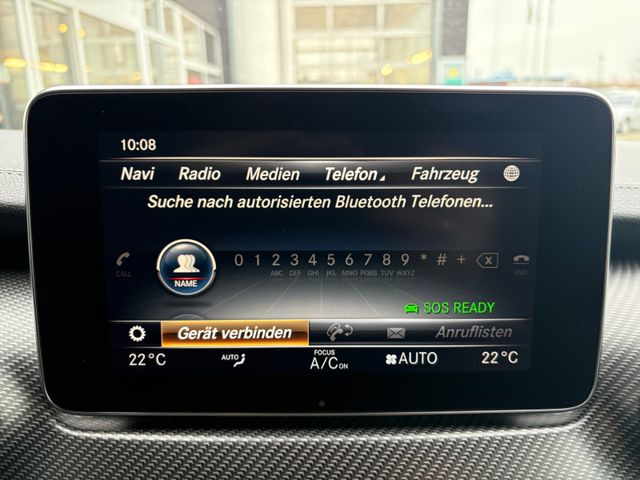 10:08
Navi Radio Medien Telefon Fahrzeug
Suche nach autorisierten Bluetooth Telefonen...
0 1 2 3 4 5 6 7 8 9 * # +
CALL ABC DEF GHI JKL MNO PQRS TUV WXYZ END
NAME
SOS READY
Gerät verbinden Anruflisten
22°C AUTO FOCUS A/C ON AUTO 22°C